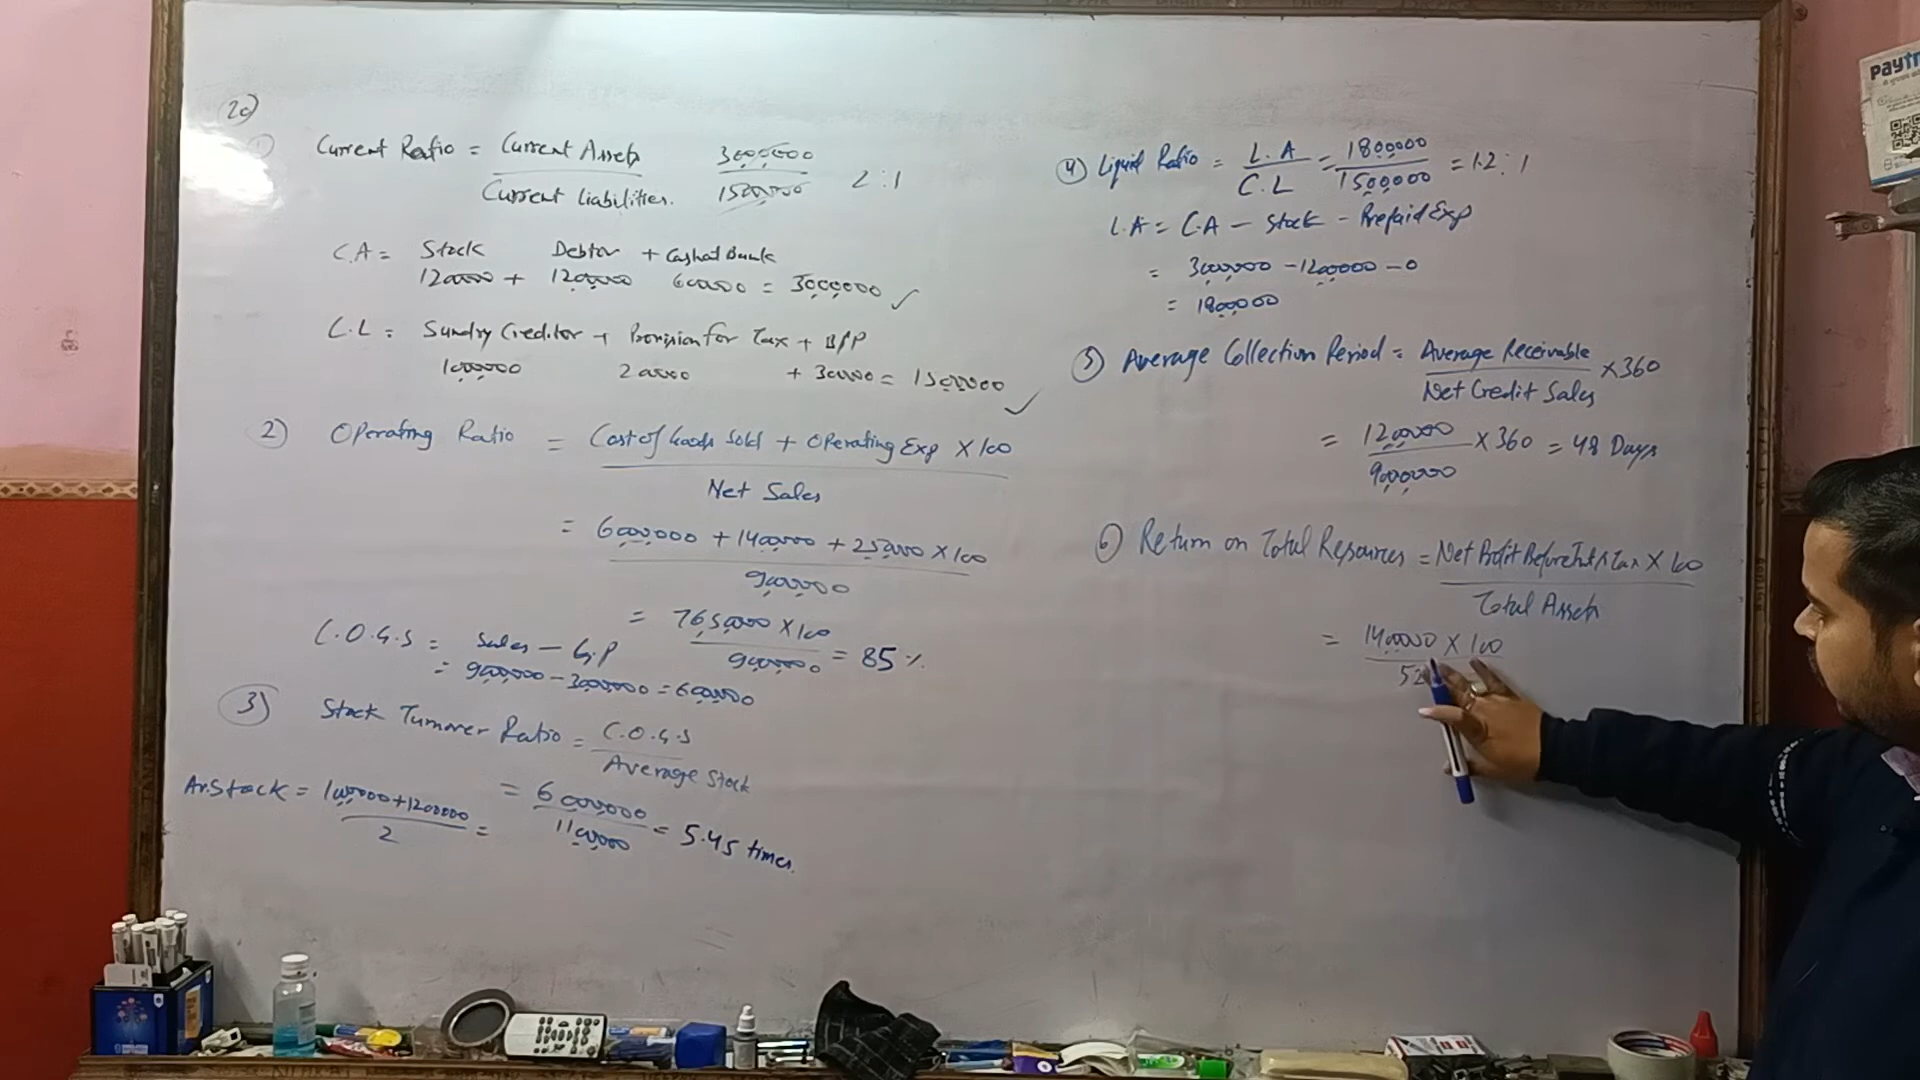 20)
1) Current Ratio = Current Assets / Current Liabilities. 3000000 / 1500000 2:1
C.A = Stock Debtor + Cash at Bank
1200000 + 1200000 600000 = 3000000 ✓
C.L = Sundry Creditor + Provision for Tax + BPP
1000000 200000 + 300000 = 1500000 ✓
2) Operating Ratio = Cost of Goods Sold + Operating Exp × 100 / Net Sales
= 6000000 + 1400000 + 250000 × 100 / 9000000
= 7650000 × 100 / 9000000 = 85 %.
C.O.G.S = Sales - G.P
= 9000000 - 3000000 = 6000000
3) Stock Turnover Ratio = C.O.G.S / Average Stock
Av.Stock = 1000000 + 1200000 / 2 = = 6000000 / 1100000 = 5.45 times.
4) Liquid Ratio = L.A / C.L = 1800000 / 1500000 = 1.2 : 1
L.A = C.A - Stock - Prepaid Exp
= 3000000 - 1200000 - 0
= 1800000
5) Average Collection Period = Average Receivable / Net Credit Sales × 360
= 1200000 / 9000000 × 360 = 48 Days
6) Return on Total Resources = Net Profit Before Int & Tax × 100 / Total Assets
= 1400000 × 100 / 52
Paytm